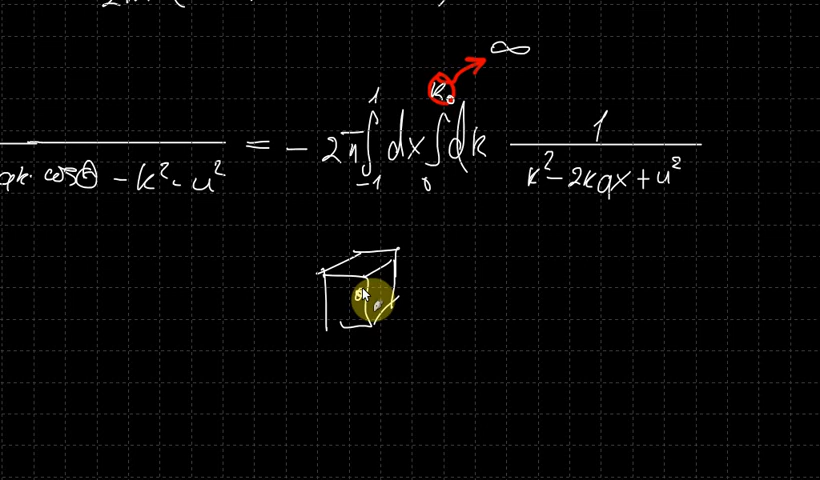 ∞
1 k₀
= - 2π ∫ dx ∫ dk 1
qk cosθ - k² - u² -1 0 k² - 2kqx + u²